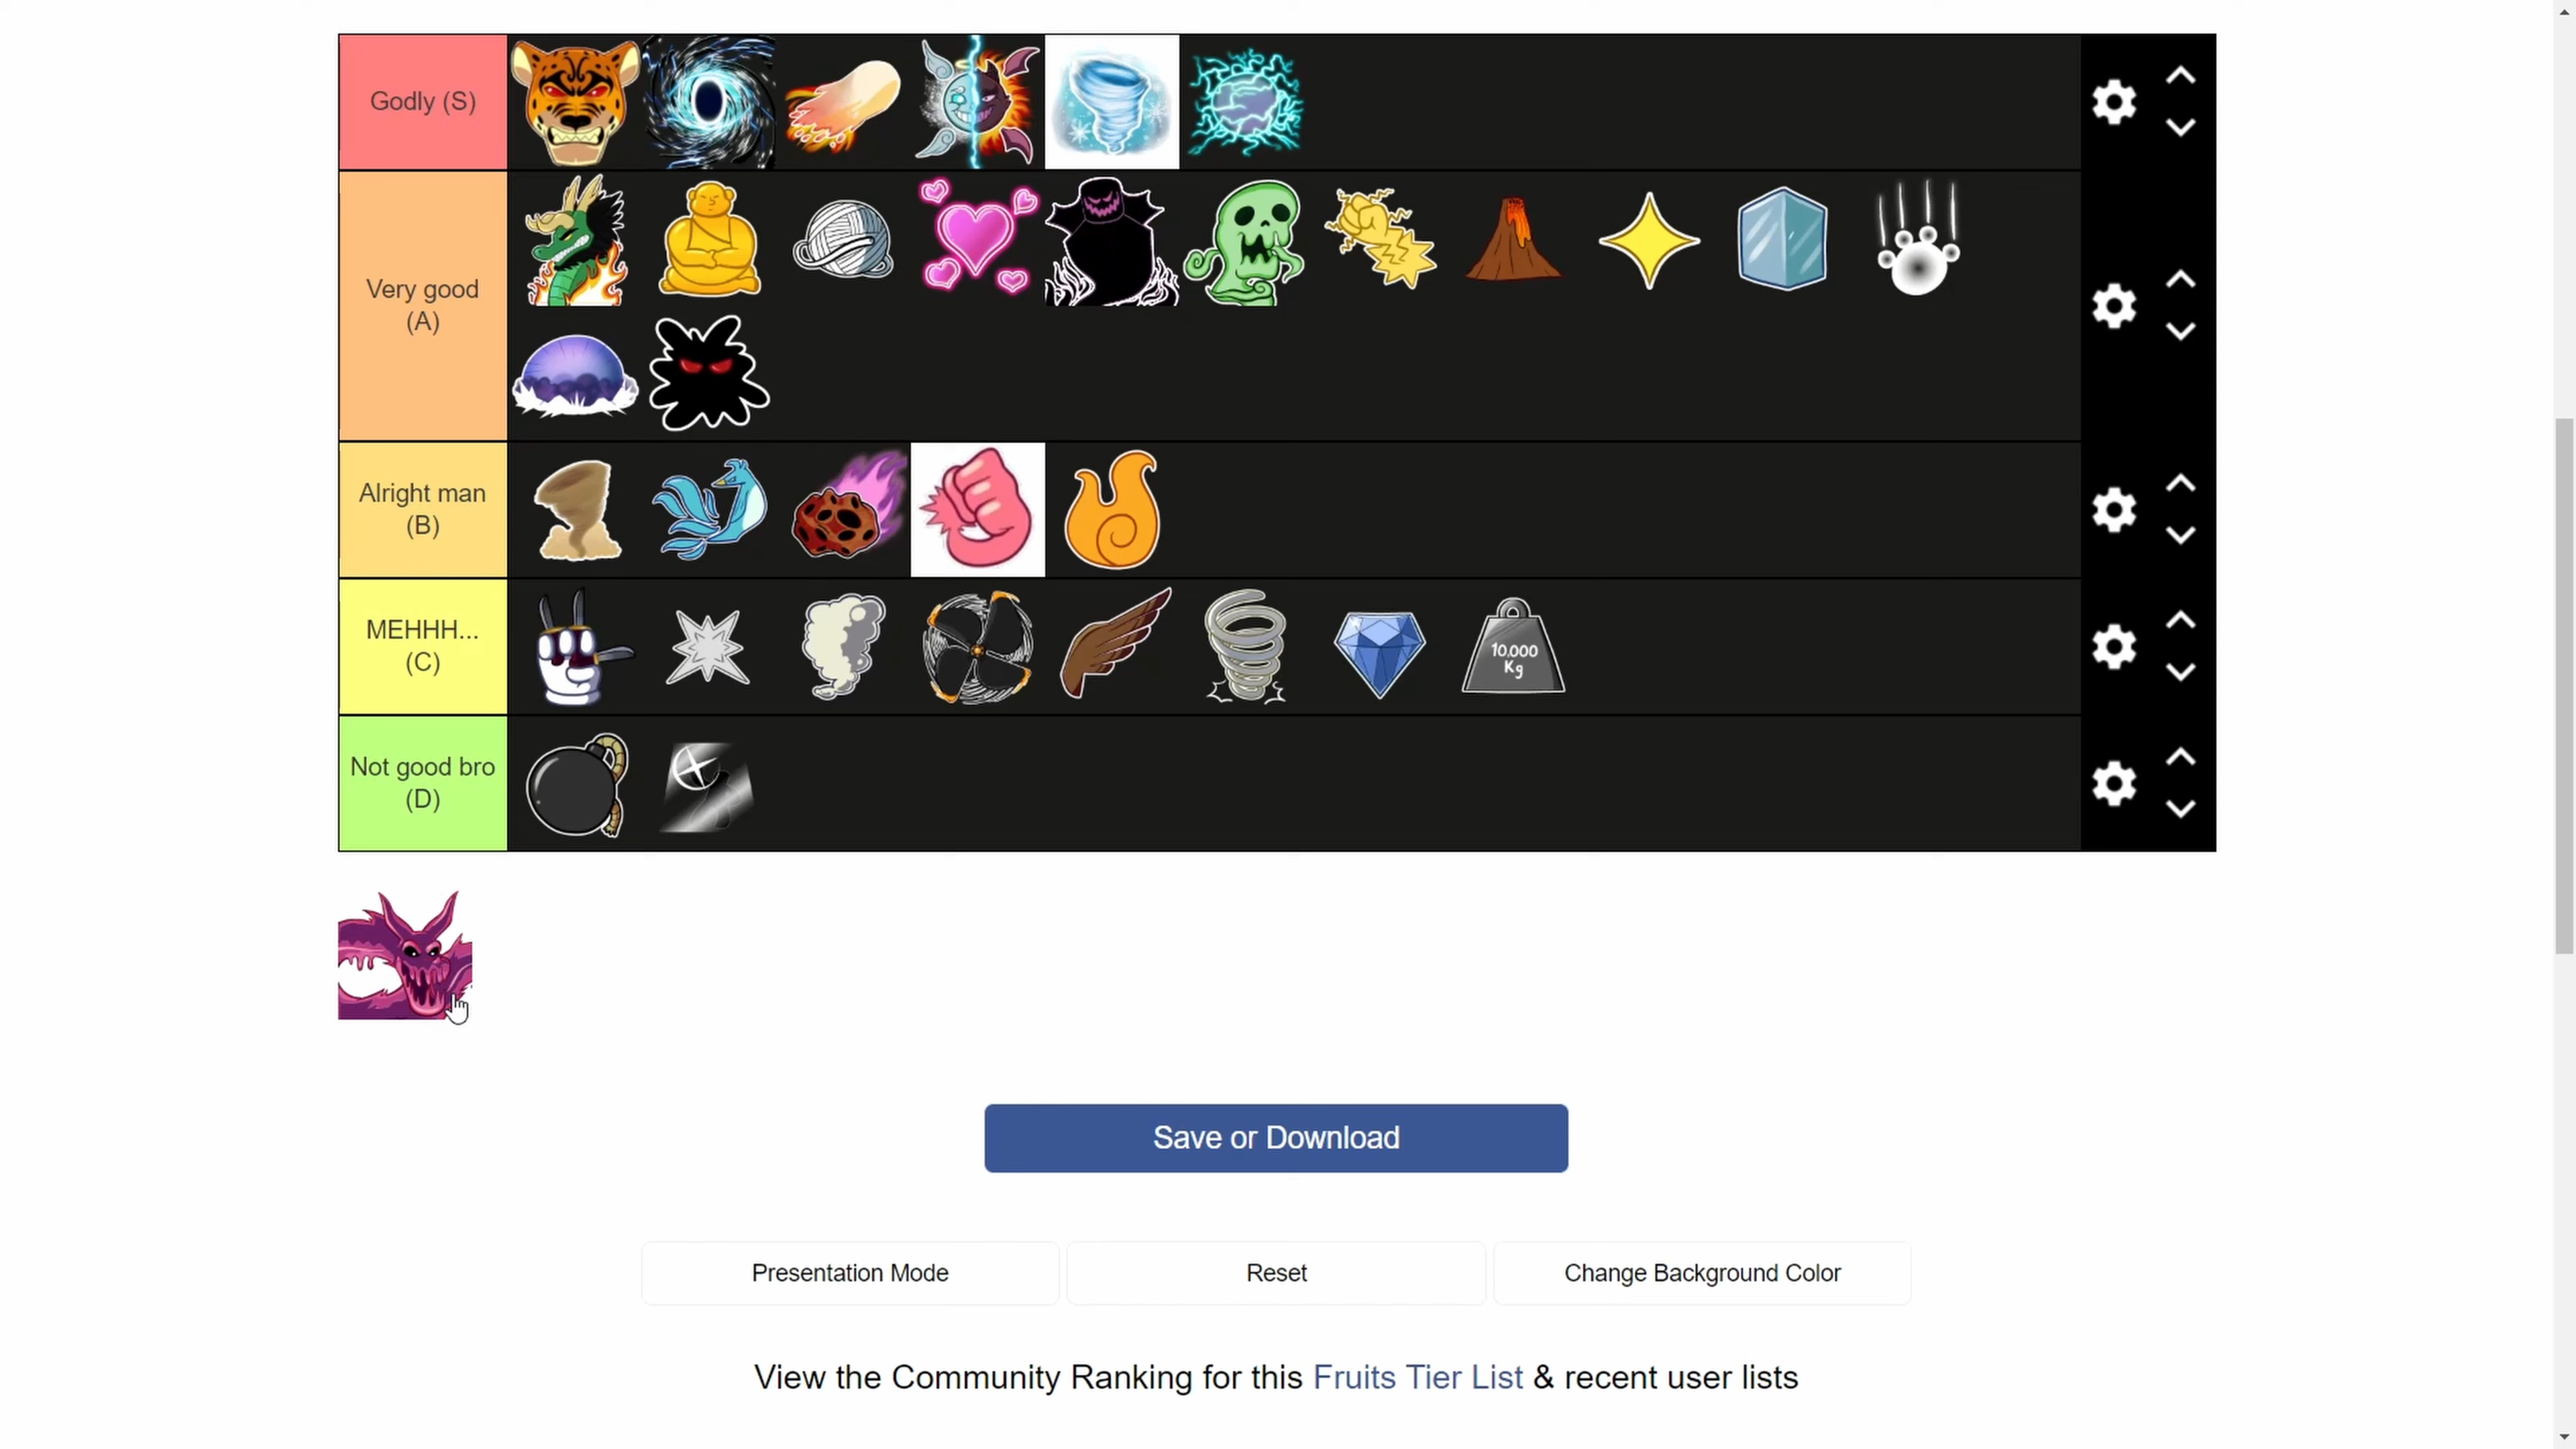 Godly (S)
Very good
(A)
Alright man
(B)
MEHHH...
(C)
10.000
Kg
Not good bro
(D)
Save or Download
Presentation Mode
Reset
Change Background Color
View the Community Ranking for this Fruits Tier List & recent user lists